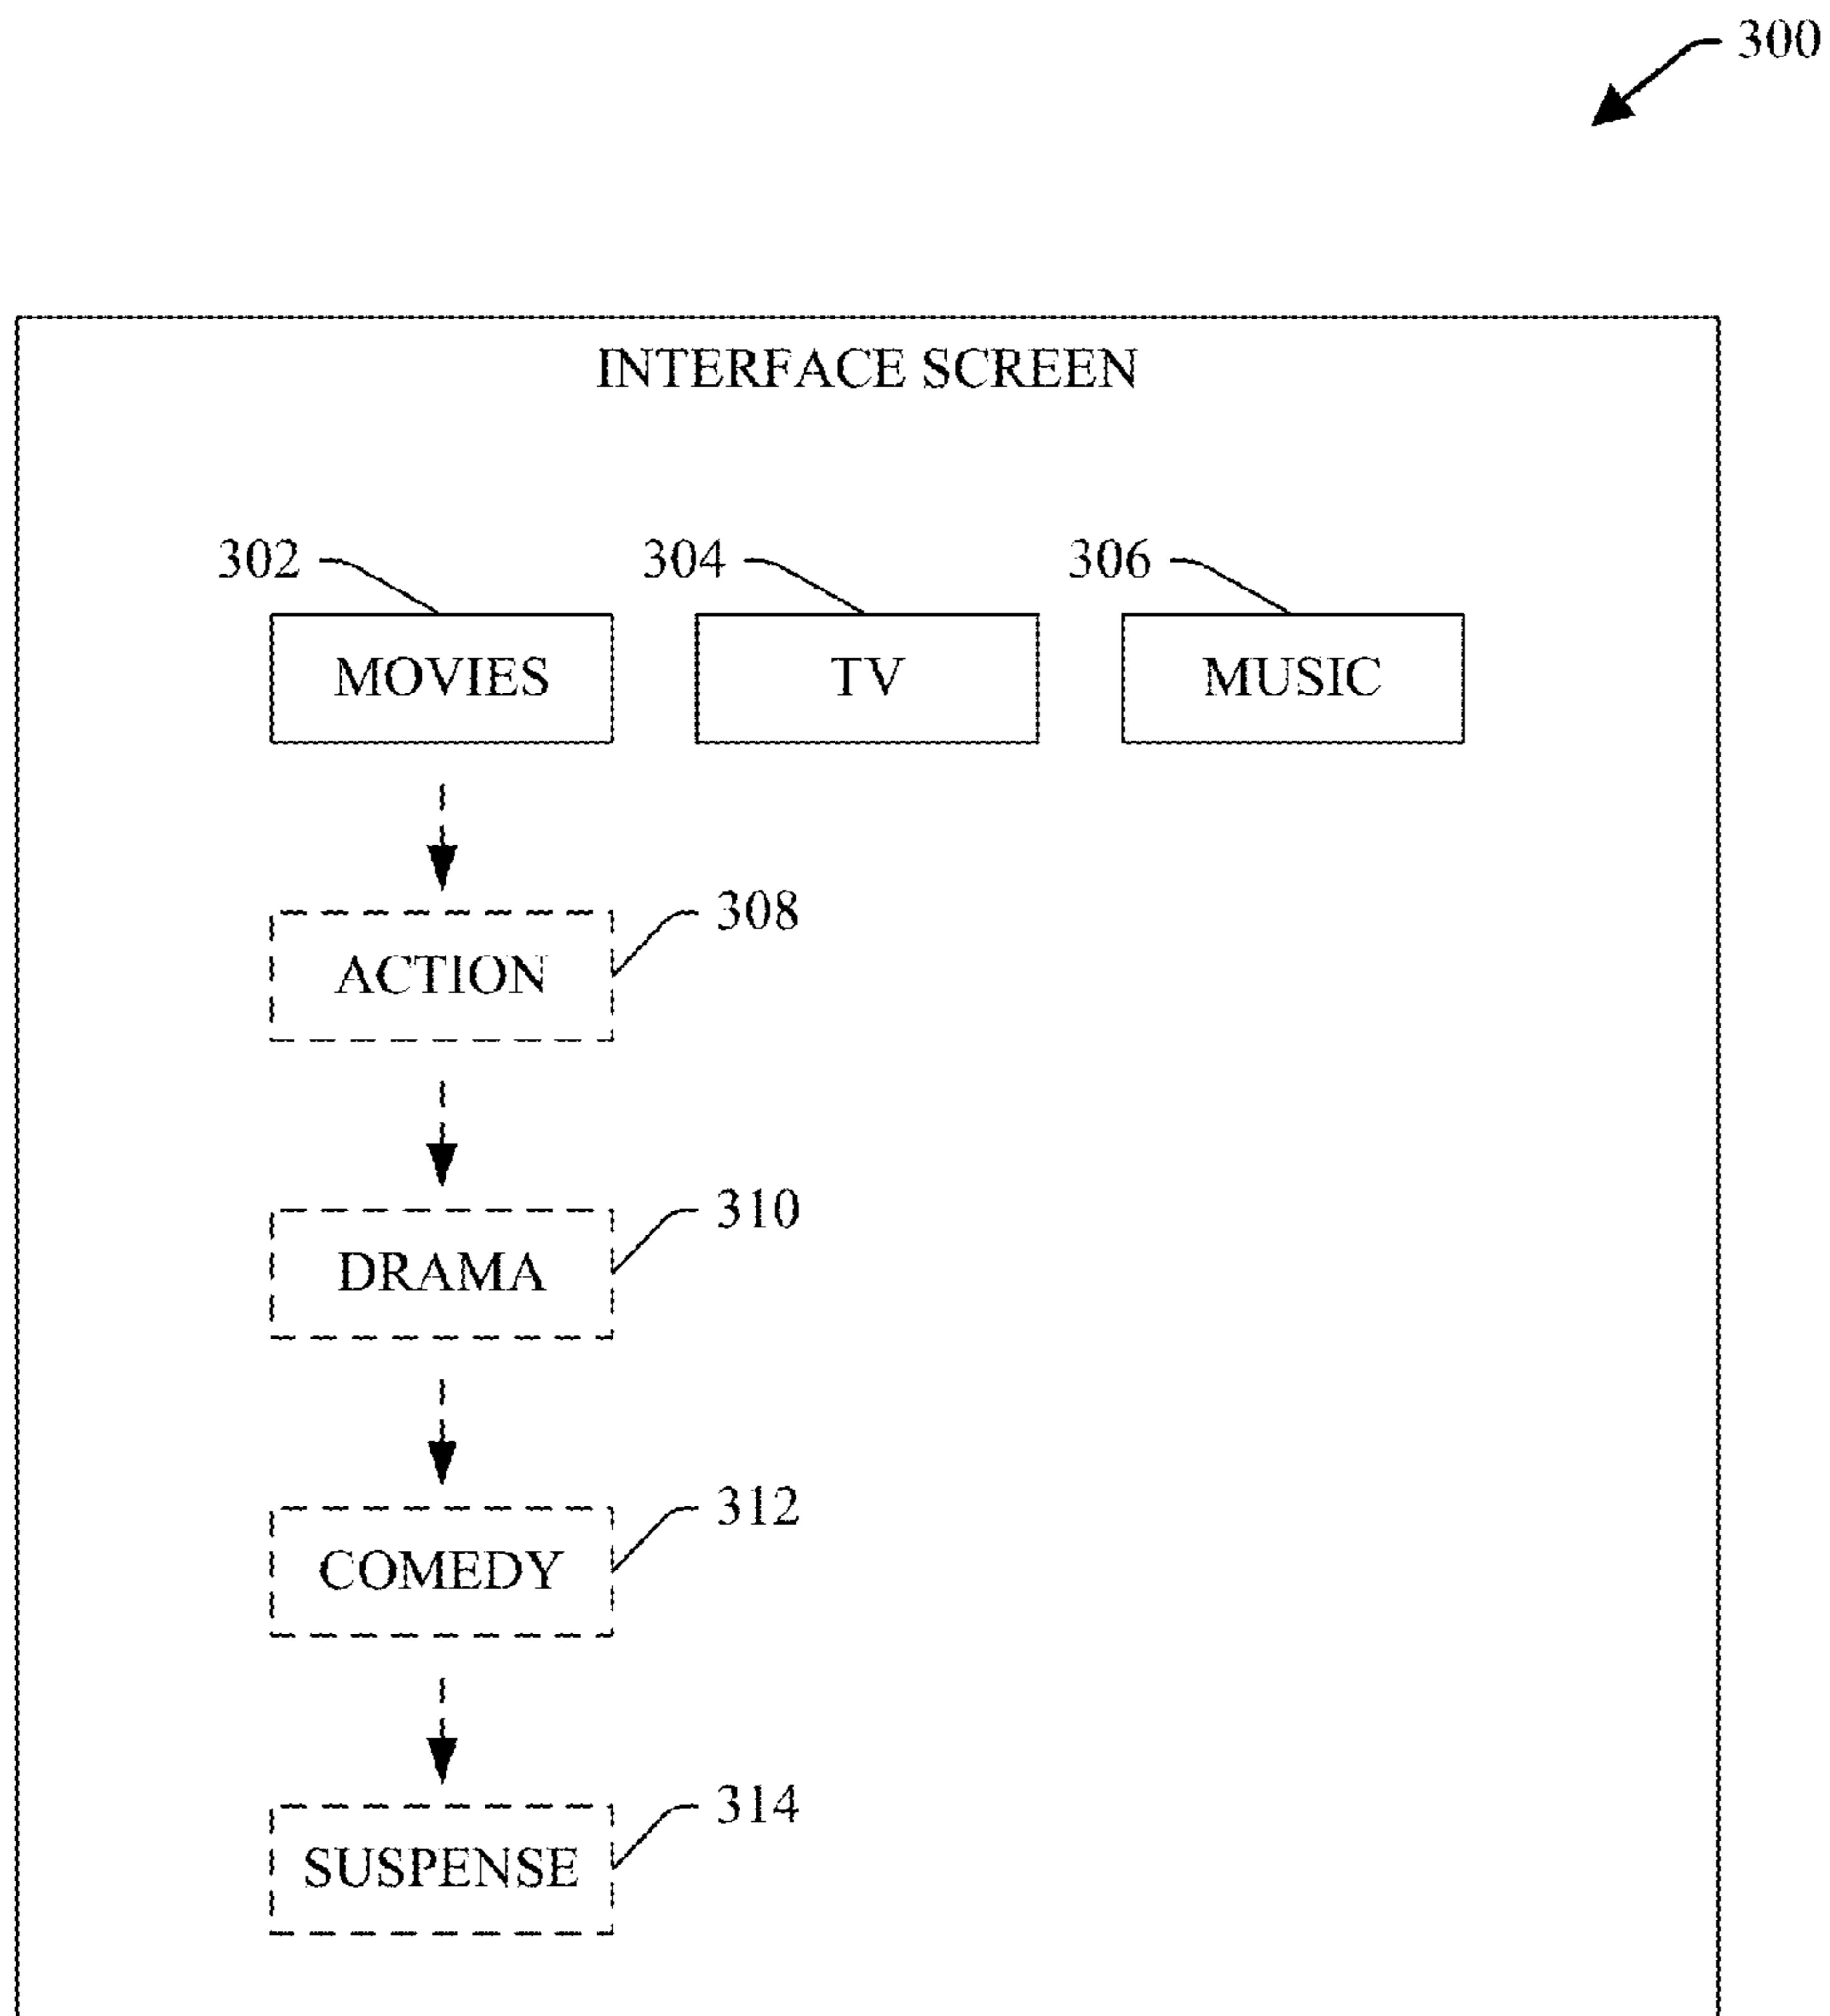 300
INTERFACE SCREEN
302 304 306
MOVIES TV MUSIC
308
ACTION
310
DRAMA
312
COMEDY
314
SUSPENSE